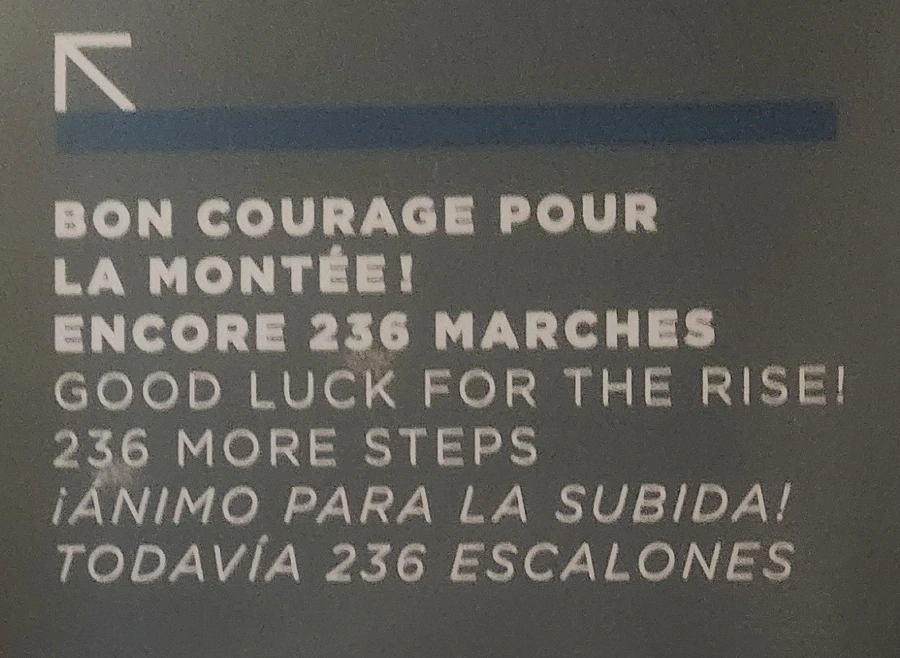 BON COURAGE POUR
LA MONTÉE !
ENCORE 236 MARCHES
GOOD LUCK FOR THE RISE!
236 MORE STEPS
¡ÁNIMO PARA LA SUBIDA!
TODAVÍA 236 ESCALONES